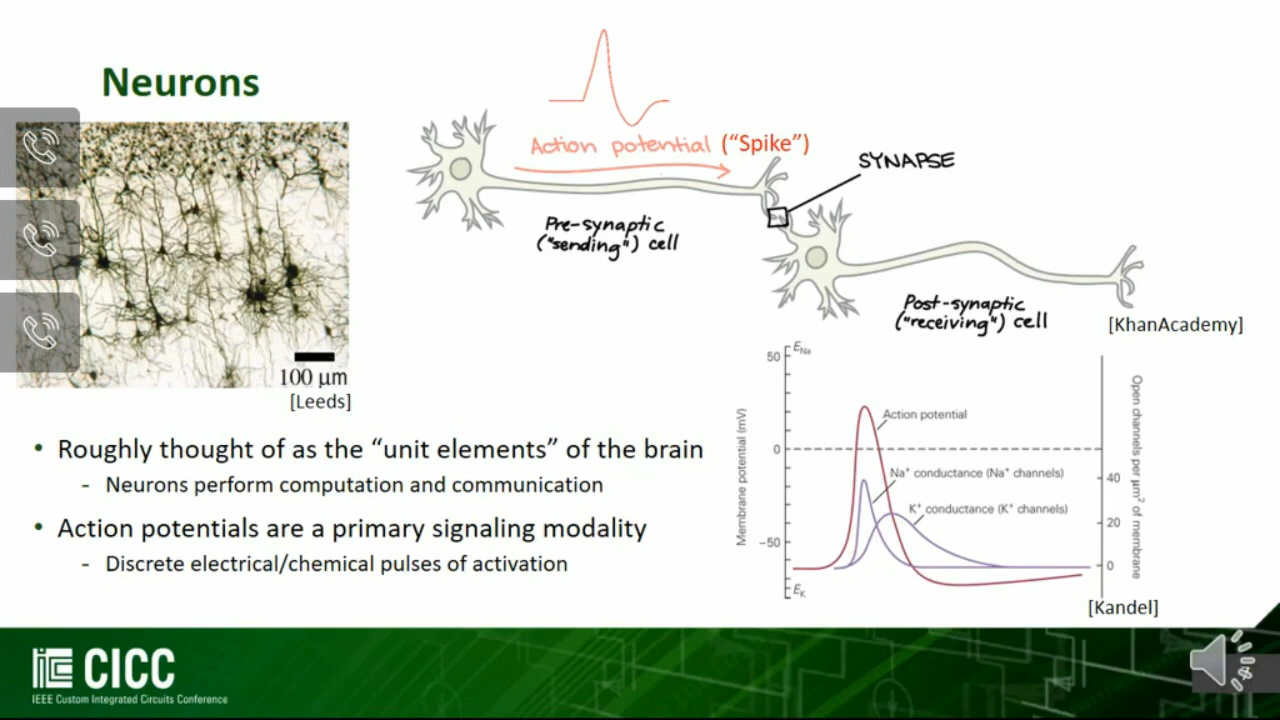 Neurons
Action potential ("Spike")
SYNAPSE
Pre-synaptic
("sending") cell
Post-synaptic
("receiving") cell
[KhanAcademy]
100 μm
[Leeds]
• Roughly thought of as the “unit elements” of the brain
- Neurons perform computation and communication
• Action potentials are a primary signaling modality
- Discrete electrical/chemical pulses of activation
50
E_Na
Action potential
0
Na⁺ conductance (Na⁺ channels)
K⁺ conductance (K⁺ channels)
−50
E_K
Membrane potential (mV)
40
20
0
Open channels per μm² of membrane
[Kandel]
CICC
IEEE Custom Integrated Circuits Conference